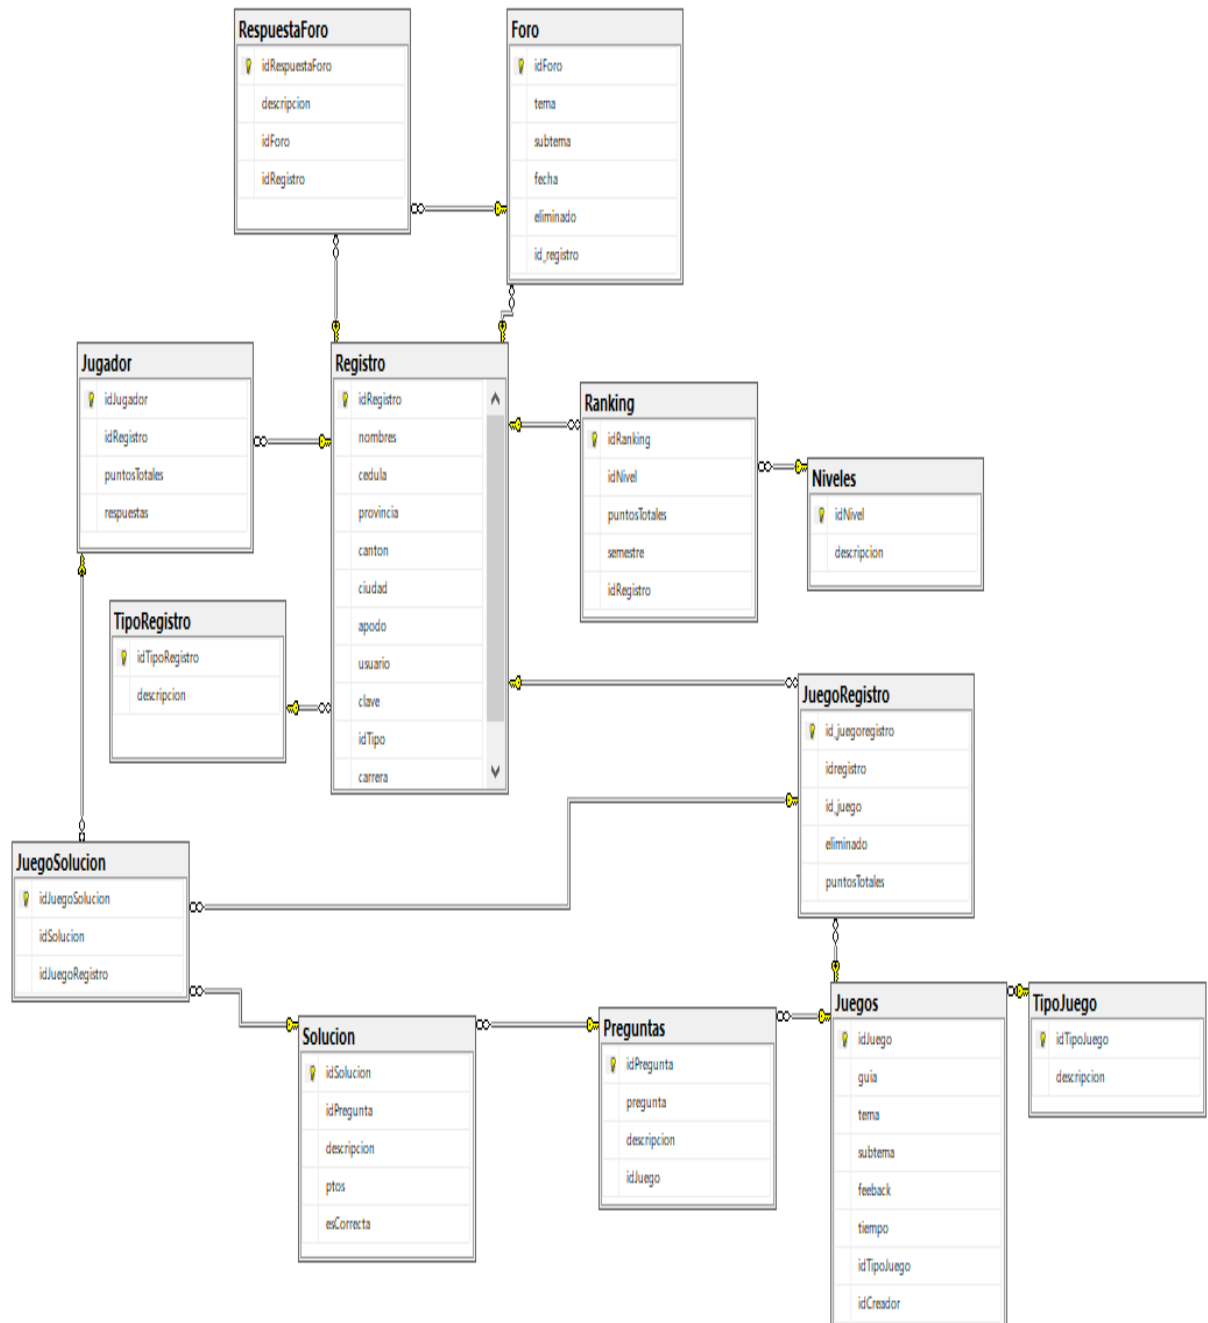 RespuestaForo
idRespuestaForo
descripcion
idForo
idRegistro
Foro
idForo
tema
subtema
fecha
eliminado
id_registro
Jugador
idJugador
idRegistro
puntosTotales
respuestas
Registro
idRegistro
nombres
cedula
provincia
canton
ciudad
apodo
usuario
clave
idTipo
carrera
Ranking
idRanking
idNivel
puntosTotales
semestre
idRegistro
Niveles
idNivel
descripcion
TipoRegistro
idTipoRegistro
descripcion
JuegoRegistro
id_juegoregistro
idregistro
id_juego
eliminado
puntosTotales
JuegoSolucion
idJuegoSolucion
idSolucion
idJuegoRegistro
Solucion
idSolucion
idPregunta
descripcion
ptos
esCorrecta
Preguntas
idPregunta
pregunta
descripcion
idJuego
Juegos
idJuego
guia
tema
subtema
feeback
tiempo
idTipoJuego
idCreador
TipoJuego
idTipoJuego
descripcion